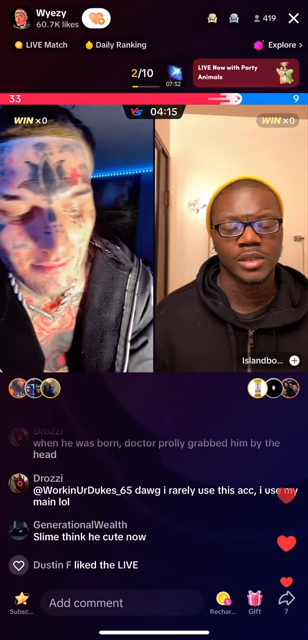 Wyezy
60.7K likes
419
LIVE Match
Daily Ranking
Explore >
2/10
07:52
LIVE Now with Party
Animals
33
9
WIN ×0
VS
04:15
WIN ×0
Islandbo...
Drozzi
when he was born, doctor prolly grabbed him by the
head
Drozzi
@WorkinUrDukes_65 dawg i rarely use this acc, i use my
main lol
GenerationalWealth
Slime think he cute now
Dustin F liked the LIVE
Subsc...
Add comment
Rechar...
Gift
7